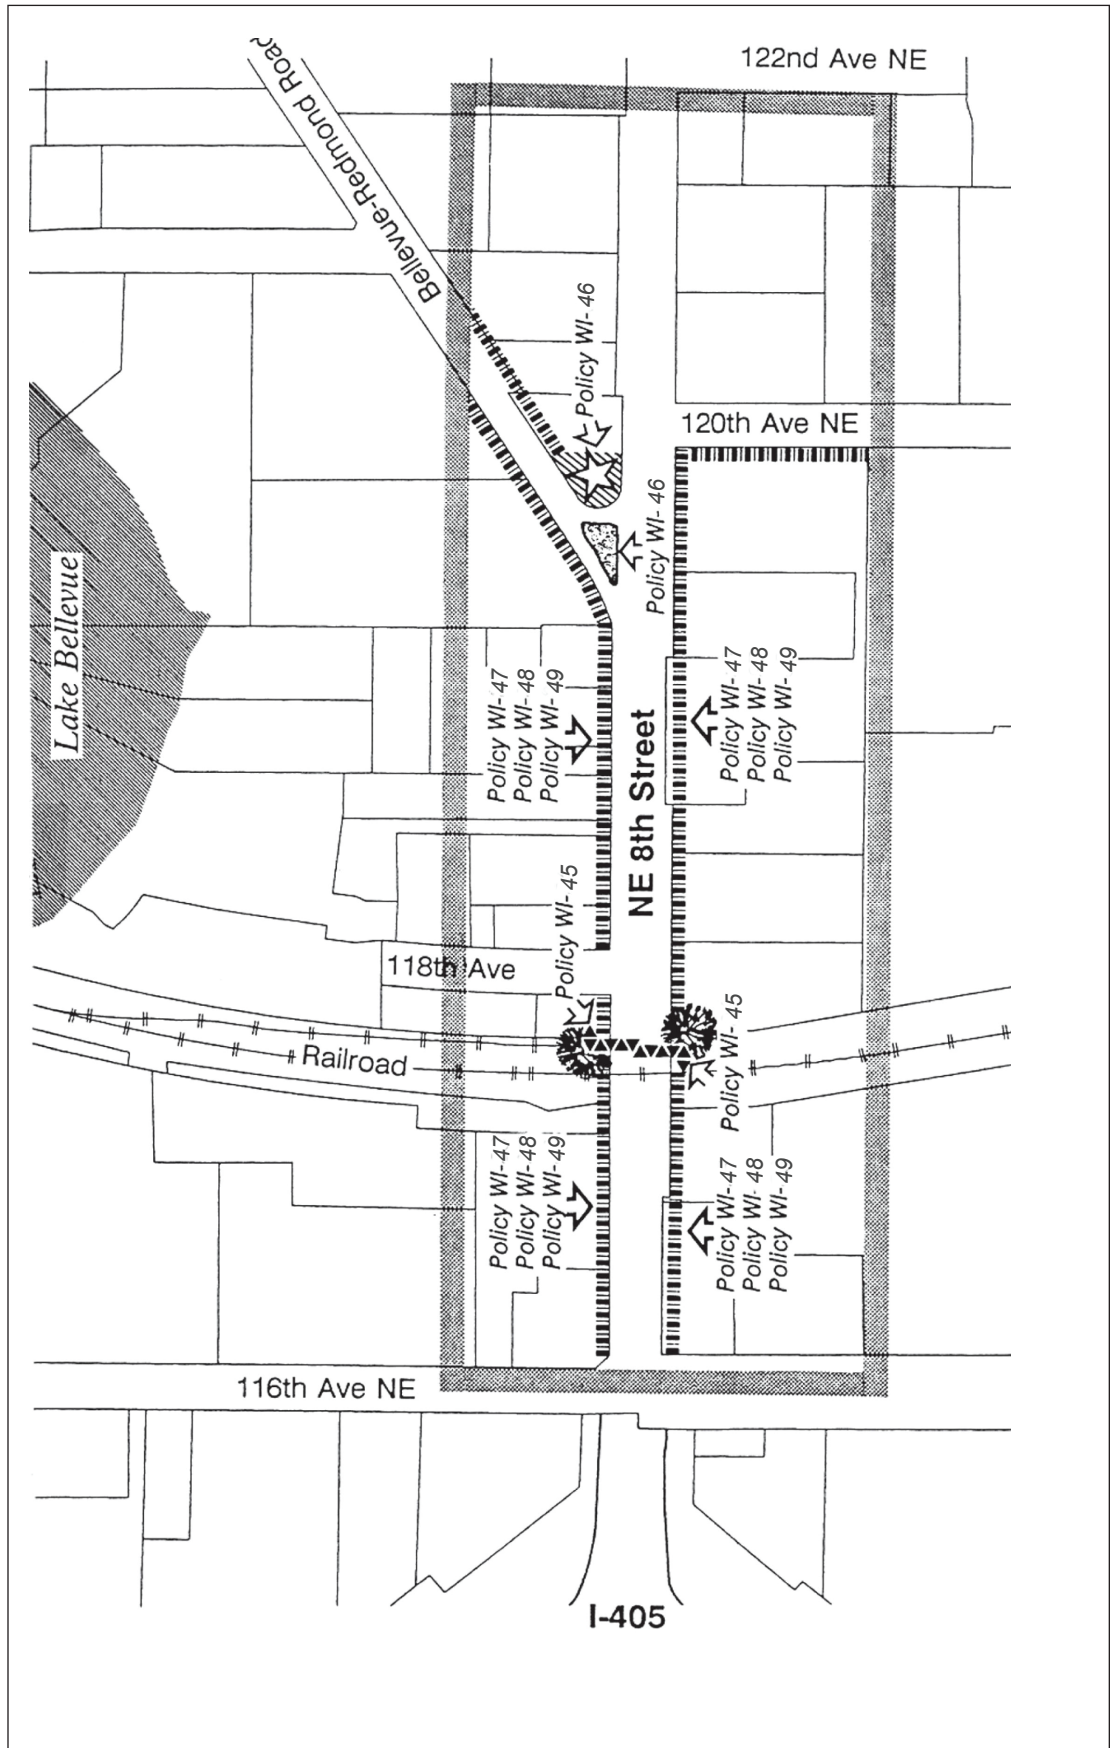 122nd Ave NE
Bellevue-Redmond Road
Policy WI-46
120th Ave NE
Policy WI-46
Lake Bellevue
Policy WI-47
Policy WI-48
Policy WI-49
NE 8th Street
Policy WI-47
Policy WI-48
Policy WI-49
Policy WI-45
118th Ave
Policy WI-45
Railroad
Policy WI-47
Policy WI-48
Policy WI-49
Policy WI-47
Policy WI-48
Policy WI-49
116th Ave NE
I-405